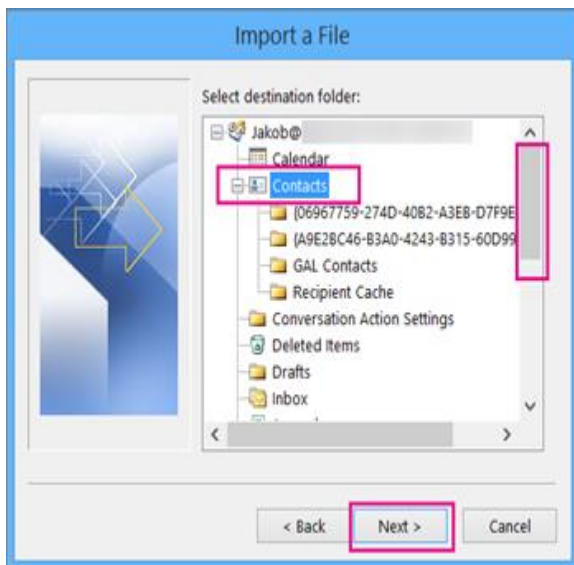 Import a File
Select destination folder:
Jakob@
Calendar
Contacts
{06967759-274D-40B2-A3EB-D7F9E
{A9E2BC46-B3A0-4243-B315-60D99
GAL Contacts
Recipient Cache
Conversation Action Settings
Deleted Items
Drafts
Inbox
< Back
Next >
Cancel